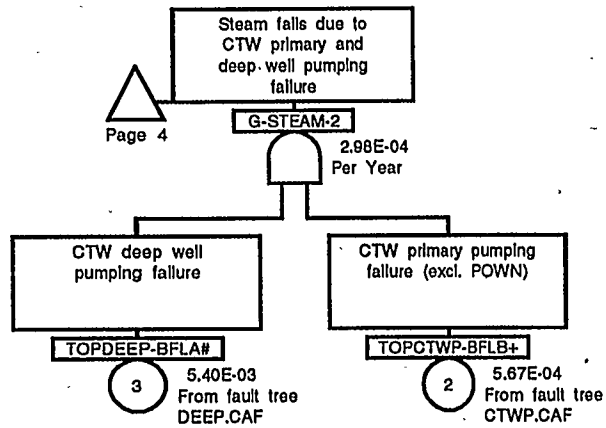 Steam fails due to
CTW primary and
deep well pumping
failure
Page 4
G-STEAM-2
2.98E-04
Per Year
CTW deep well
pumping failure
TOPDEEP-BFLA#
3
5.40E-03
From fault tree
DEEP.CAF
CTW primary pumping
failure (excl. POWN)
TOPCTWP-BFLB+
2
5.67E-04
From fault tree
CTWP.CAF